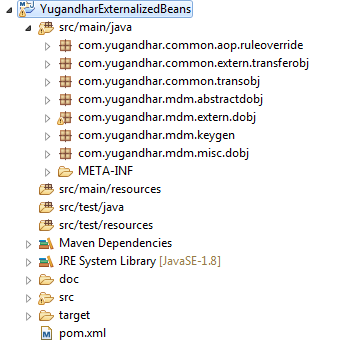 YugandharExternalizedBeans
src/main/java
com.yugandhar.common.aop.ruleoverride
com.yugandhar.common.extern.transferobj
com.yugandhar.common.transobj
com.yugandhar.mdm.abstractdobj
com.yugandhar.mdm.extern.dobj
com.yugandhar.mdm.keygen
com.yugandhar.mdm.misc.dobj
META-INF
src/main/resources
src/test/java
src/test/resources
Maven Dependencies
JRE System Library [JavaSE-1.8]
doc
src
target
pom.xml